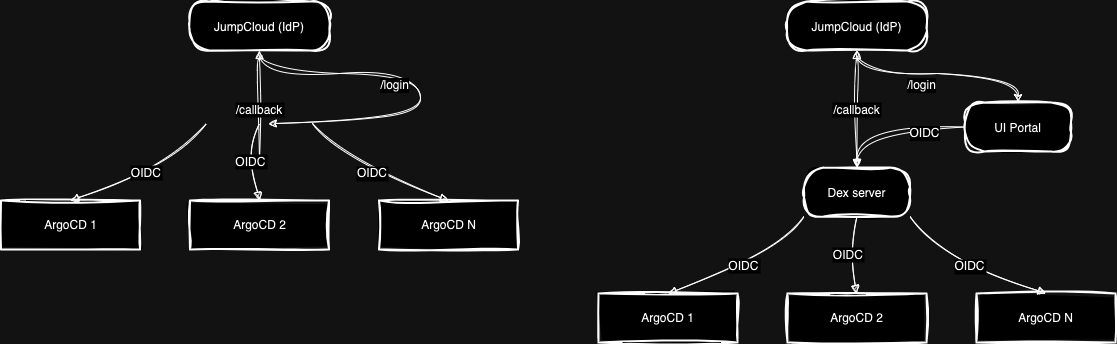 JumpCloud (IdP)
/login
/callback
OIDC
OIDC
OIDC
ArgoCD 1
ArgoCD 2
ArgoCD N
JumpCloud (IdP)
/login
/callback
UI Portal
OIDC
Dex server
OIDC
OIDC
OIDC
ArgoCD 1
ArgoCD 2
ArgoCD N